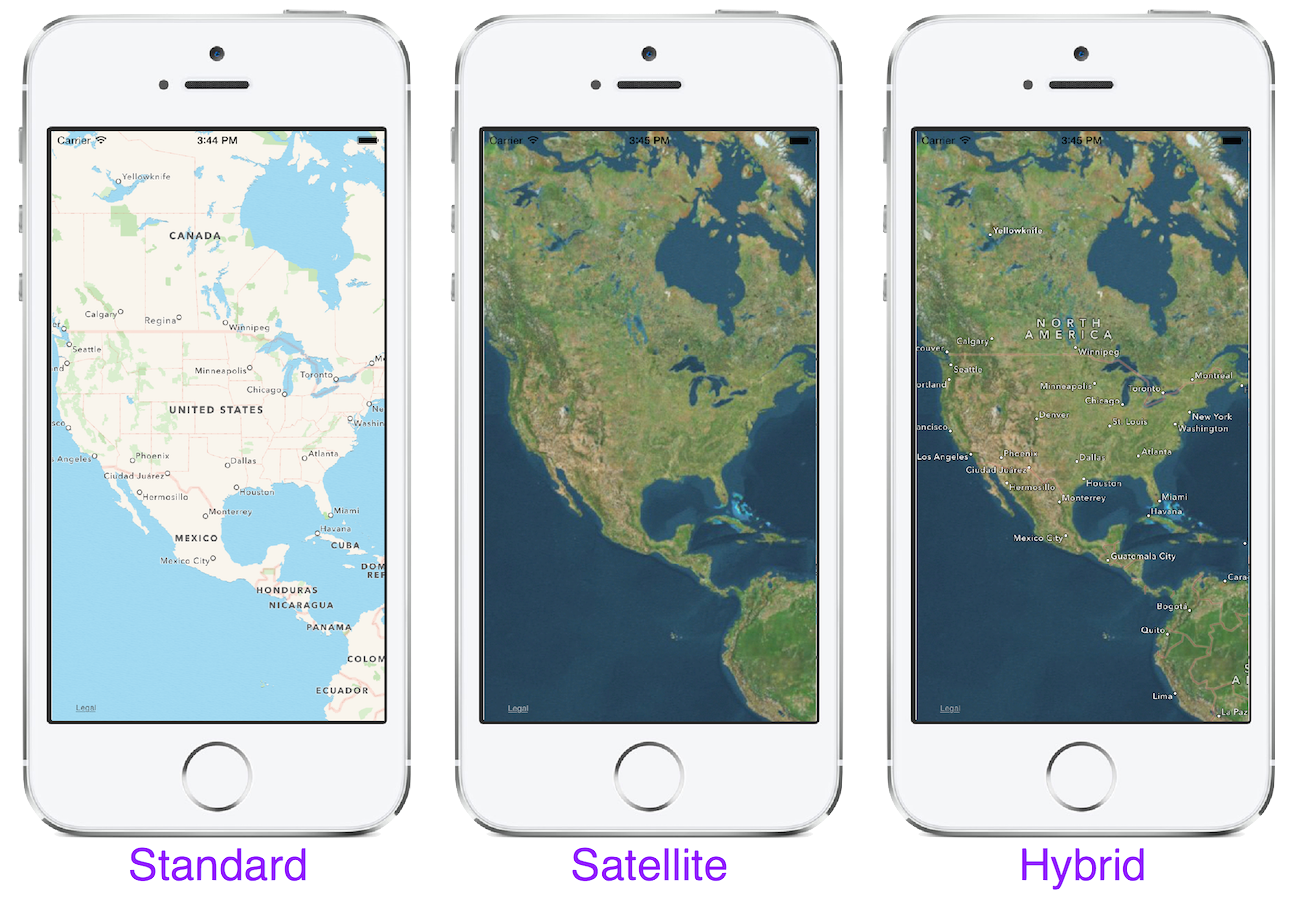 Carrier 3:44 PM
Yellowknife
CANADA
Calgary
Regina
Winnipeg
Seattle
Minneapolis
Toronto
Chicago
UNITED STATES
Washin
sco
Angeles
Phoenix
Dallas
Atlanta
Ciudad Juárez
Hermosillo
Houston
Monterrey
Miami
Havana
MEXICO
CUBA
Mexico City
DOM
REP
HONDURAS
NICARAGUA
PANAMA
COLOM
ECUADOR
Legal
Standard
Carrier 3:45 PM
Legal
Satellite
Carrier 3:45 PM
Yellowknife
NORTH
AMERICA
Calgary
couver
Winnipeg
Seattle
Montreal
ortland
Minneapolis
Toronto
Chicago
Denver
New York
St. Louis
Washington
ancisco
Los Angeles
Phoenix
Dallas
Atlanta
Ciudad Juárez
Hermosillo
Houston
Monterrey
Miami
Havana
Mexico City
Guatemala City
Cara
Bogota
Quito
Lima
La Paz
Legal
Hybrid